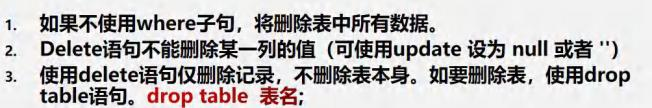 1. 如果不使用where子句，将删除表中所有数据。
2. Delete语句不能删除某一列的值（可使用update 设为 null 或者 ''）
3. 使用delete语句仅删除记录，不删除表本身。如要删除表，使用drop
table语句。drop table 表名;